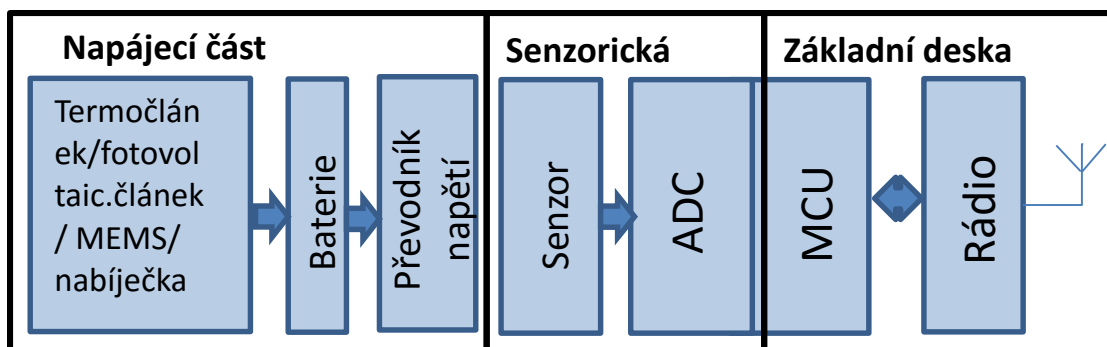 Napájecí část
Senzorická
Základní deska
Termočlán
ek/fotovol
taic.článek
/ MEMS/
nabíječka
Baterie
Převodník
napětí
Senzor
ADC
MCU
Rádio